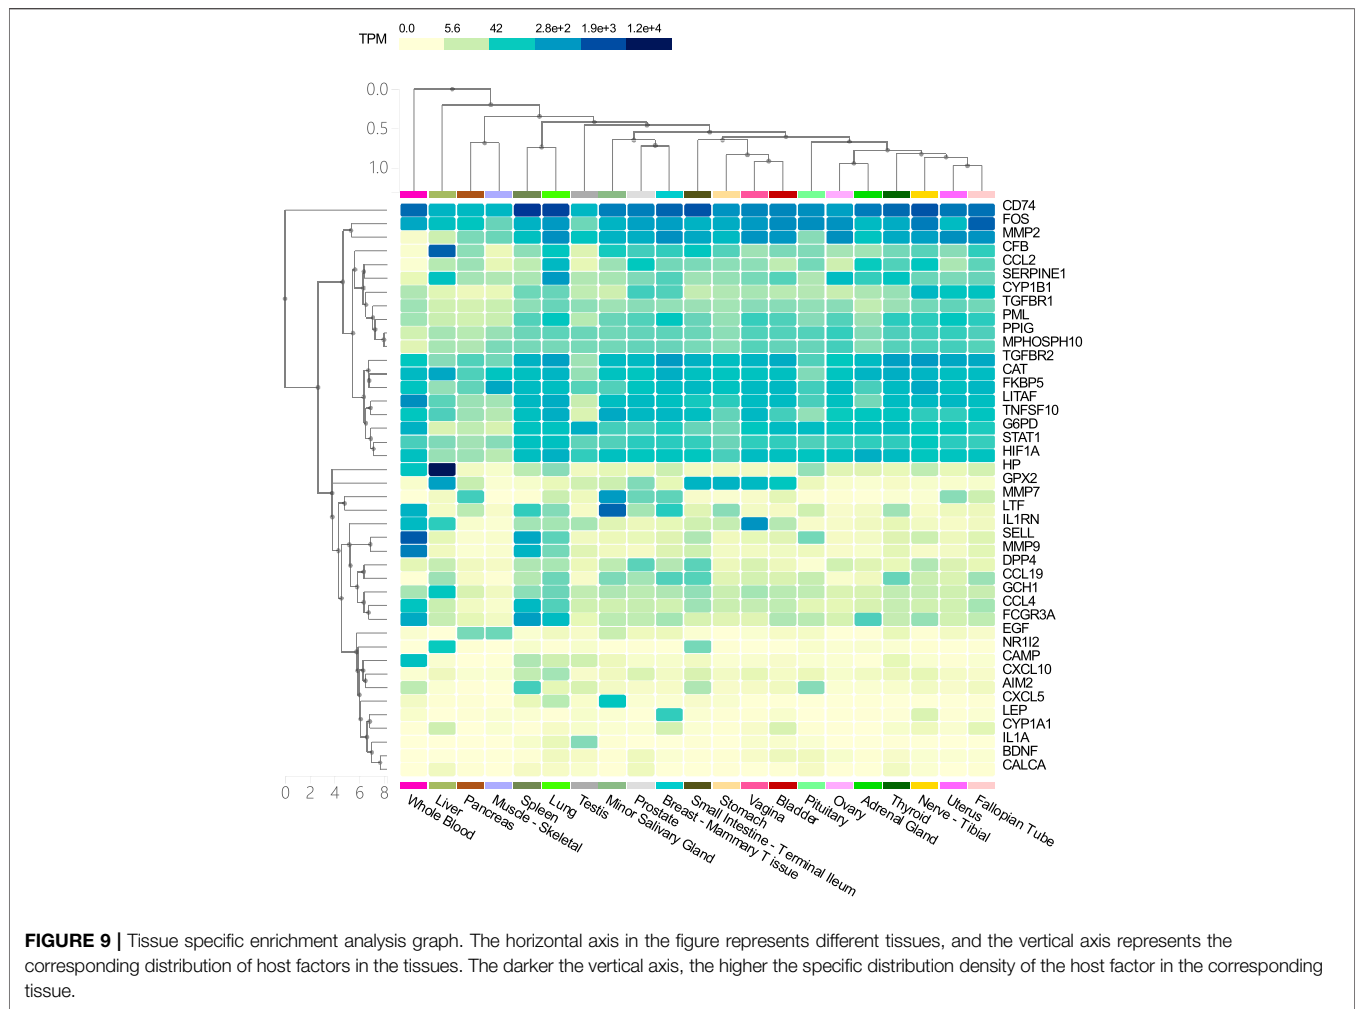 0.0 5.6 42 2.8e+2 1.9e+3 1.2e+4
TPM
0.0
0.5
1.0
CD74
FOS
MMP2
CFB
CCL2
SERPINE1
CYP1B1
TGFBR1
PML
PPIG
MPHOSPH10
TGFBR2
CAT
FKBP5
LITAF
TNFSF10
G6PD
STAT1
HIF1A
HP
GPX2
MMP7
LTF
IL1RN
SELL
MMP9
DPP4
CCL19
GCH1
CCL4
FCGR3A
EGF
NR1I2
CAMP
CXCL10
AIM2
CXCL5
LEP
CYP1A1
IL1A
BDNF
CALCA
0 2 4 6 8
Whole Blood
Liver
Pancreas
Muscle - Skeletal
Spleen
Lung
Testis
Minor Salivary Gland
Prostate
Breast - Mammary Tissue
Small Intestine - Terminal Ileum
Stomach
Vagina
Bladder
Pituitary
Ovary
Adrenal Gland
Thyroid
Nerve - Tibial
Uterus
Fallopian Tube
FIGURE 9 | Tissue specific enrichment analysis graph. The horizontal axis in the figure represents different tissues, and the vertical axis represents the
corresponding distribution of host factors in the tissues. The darker the vertical axis, the higher the specific distribution density of the host factor in the corresponding
tissue.